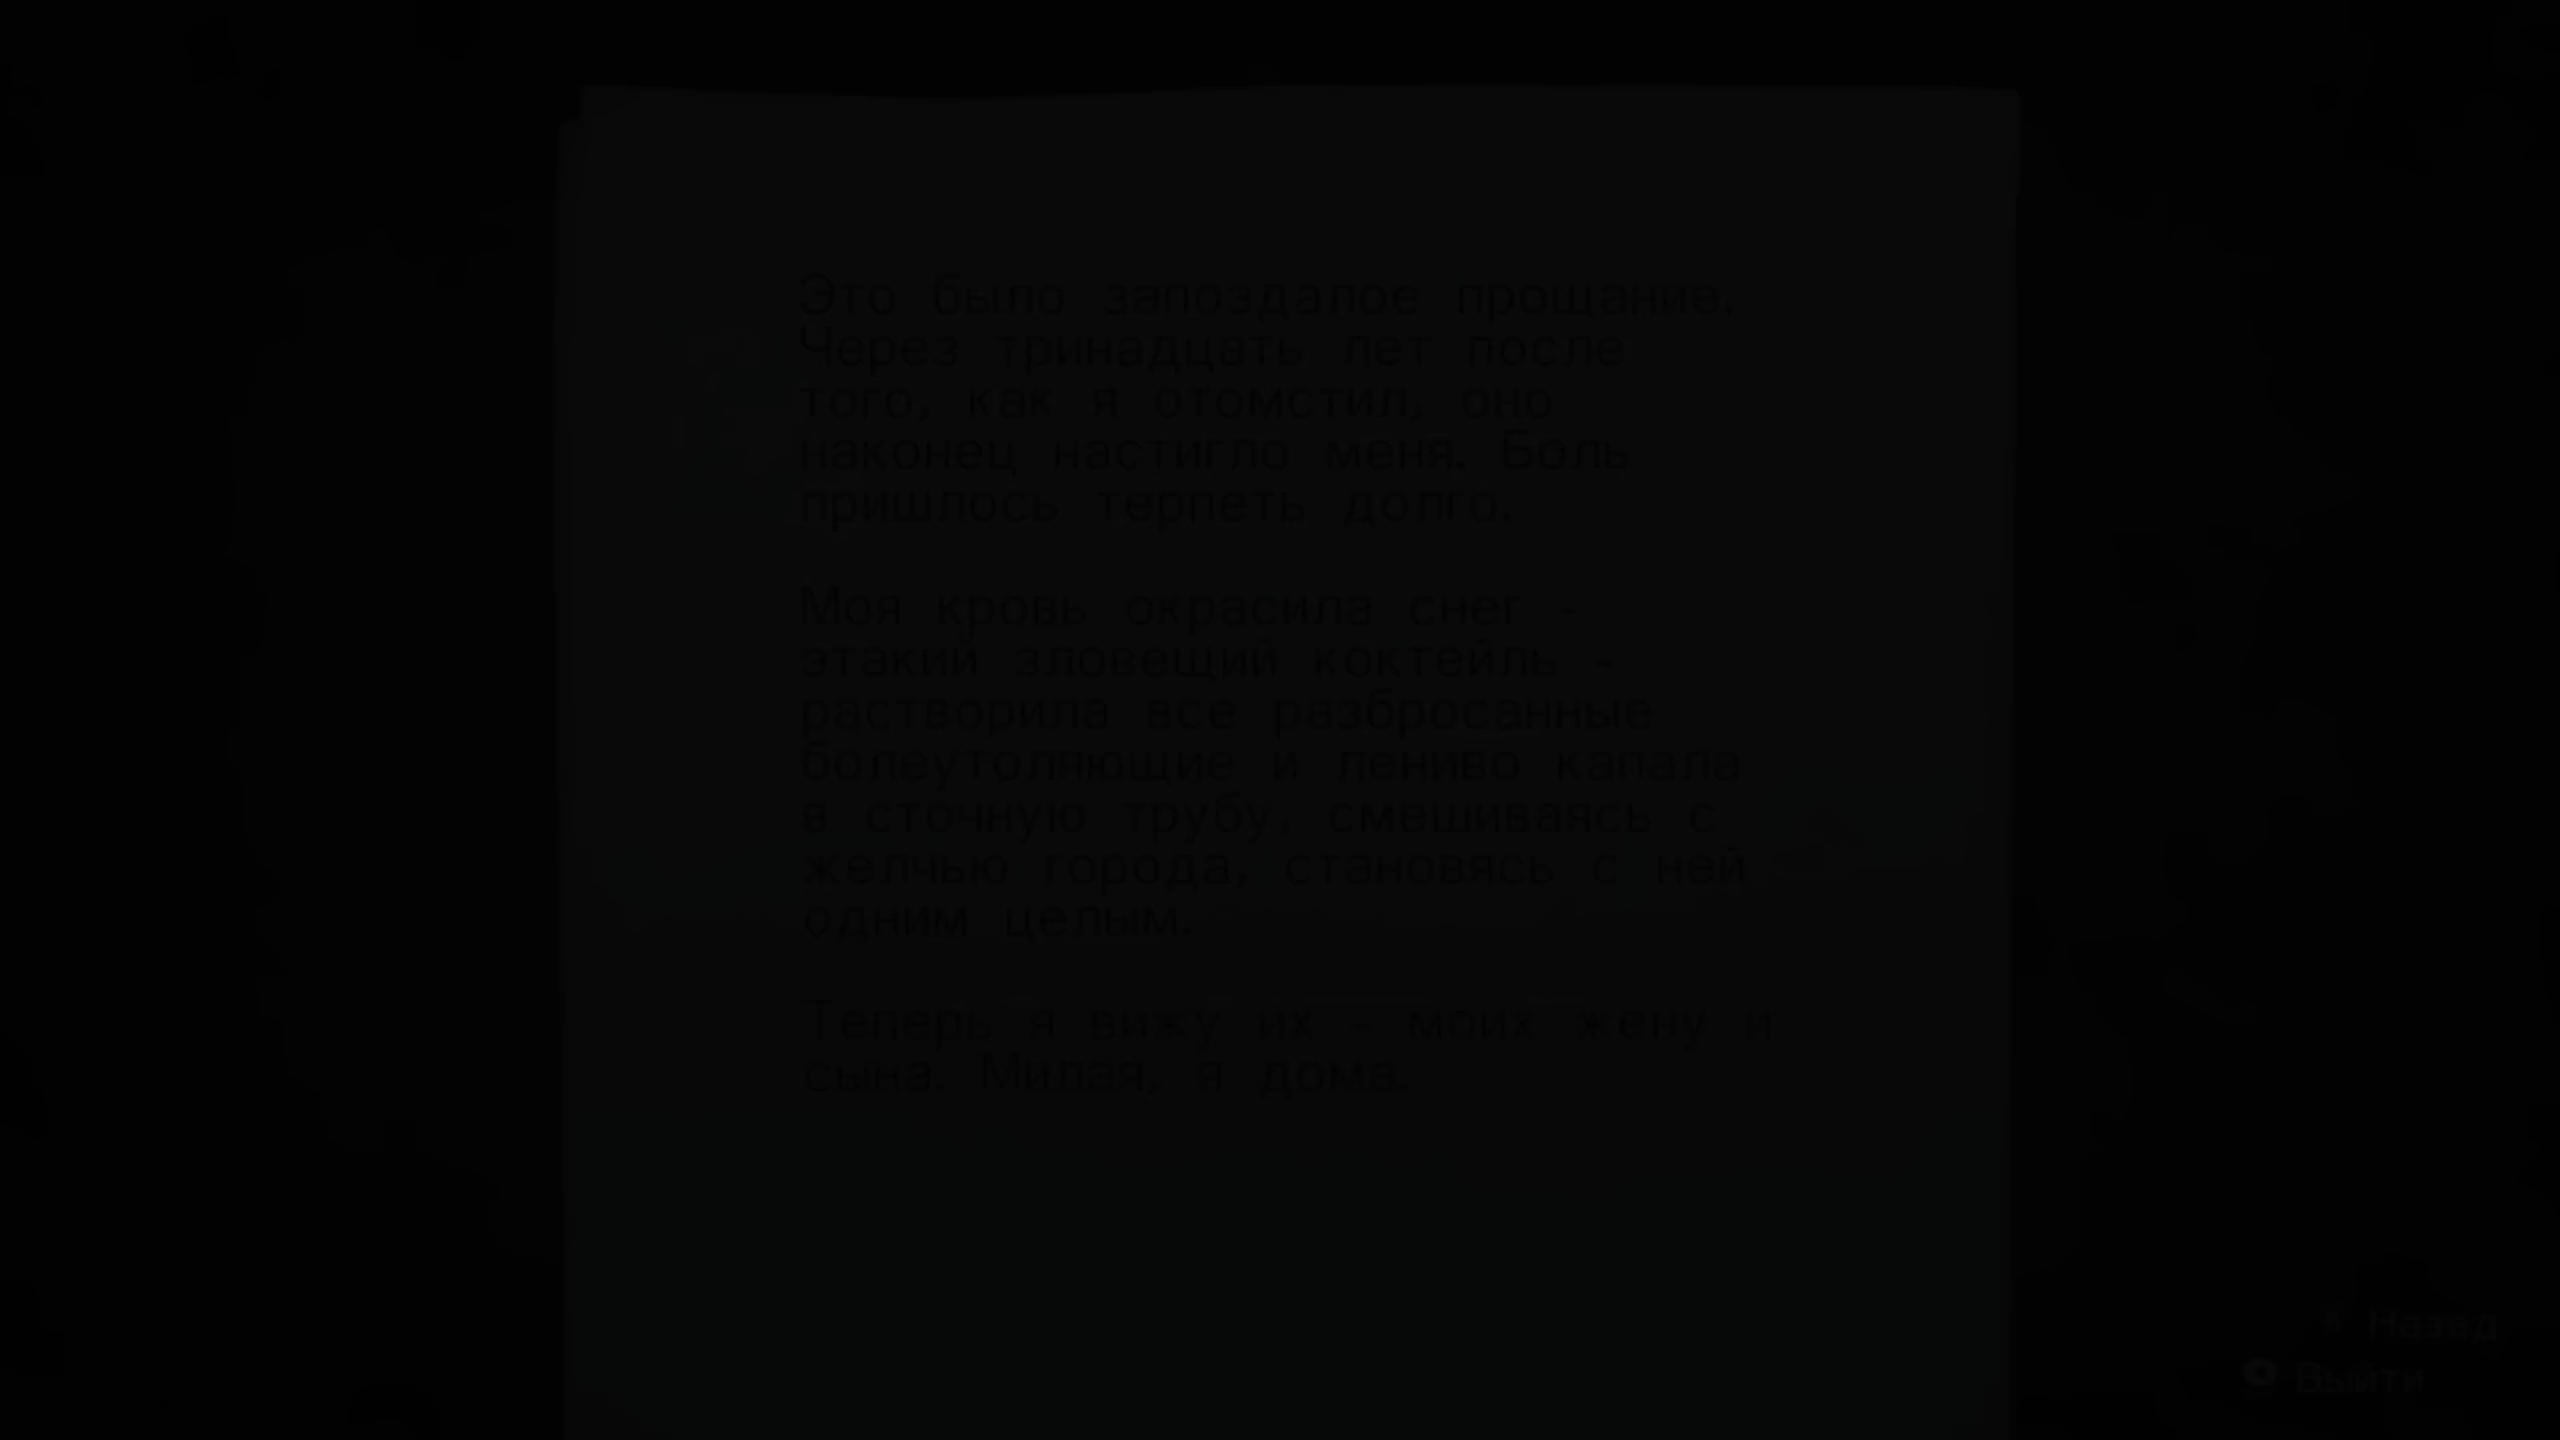 Это было запоздалое прощание.
Через тринадцать лет после
того, как я отомстил, оно
наконец настигло меня. Боль
пришлось терпеть долго.
Моя кровь окрасила снег -
этакий зловещий коктейль -
растворила все разбросанные
болеутоляющие и лениво капала
в сточную трубу, смешиваясь с
желчью города, становясь с ней
одним целым.
Теперь я вижу их - моих жену и
сына. Милая, я дома.
Назад
Выйти